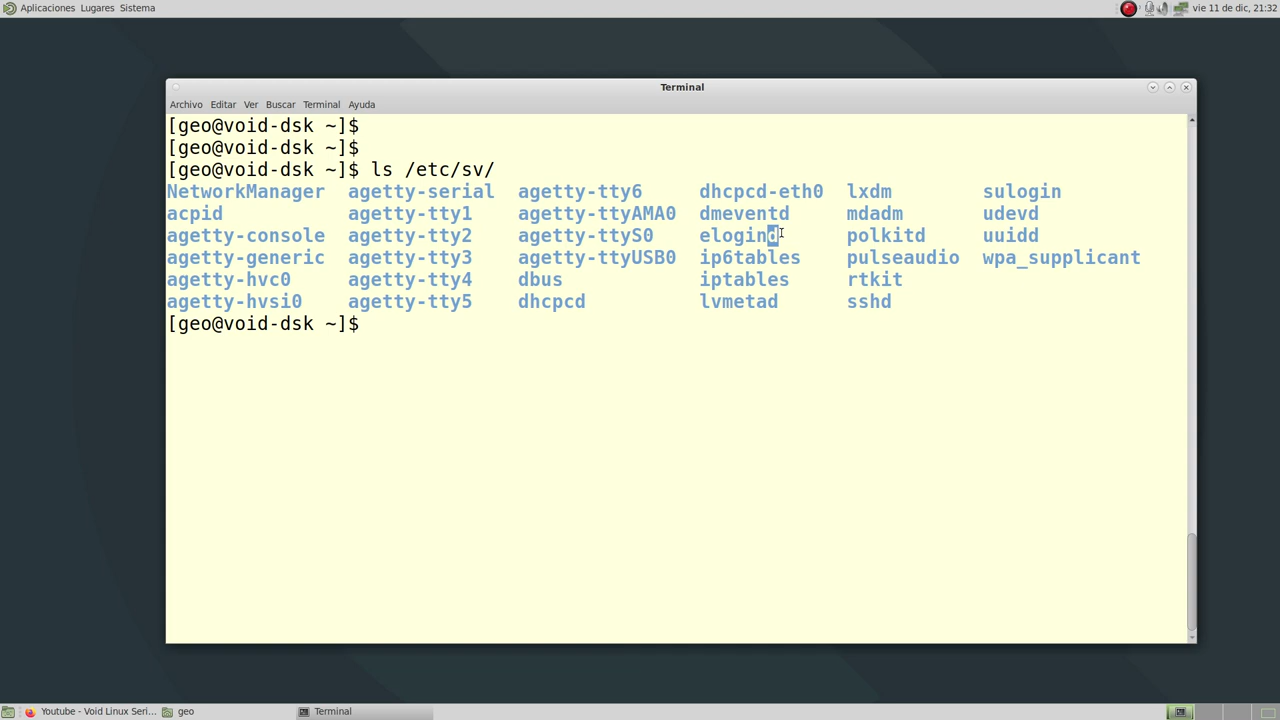 Aplicaciones Lugares Sistema vie 11 de dic, 21:32
Terminal
Archivo Editar Ver Buscar Terminal Ayuda
[geo@void-dsk ~]$
[geo@void-dsk ~]$
[geo@void-dsk ~]$ ls /etc/sv/
NetworkManager agetty-serial agetty-tty6 dhcpcd-eth0 lxdm sulogin
acpid agetty-tty1 agetty-ttyAMA0 dmeventd mdadm udevd
agetty-console agetty-tty2 agetty-ttyS0 elogind polkitd uuidd
agetty-generic agetty-tty3 agetty-ttyUSB0 ip6tables pulseaudio wpa_supplicant
agetty-hvc0 agetty-tty4 dbus iptables rtkit
agetty-hvsi0 agetty-tty5 dhcpcd lvmetad sshd
[geo@void-dsk ~]$
Youtube - Void Linux Seri... geo Terminal